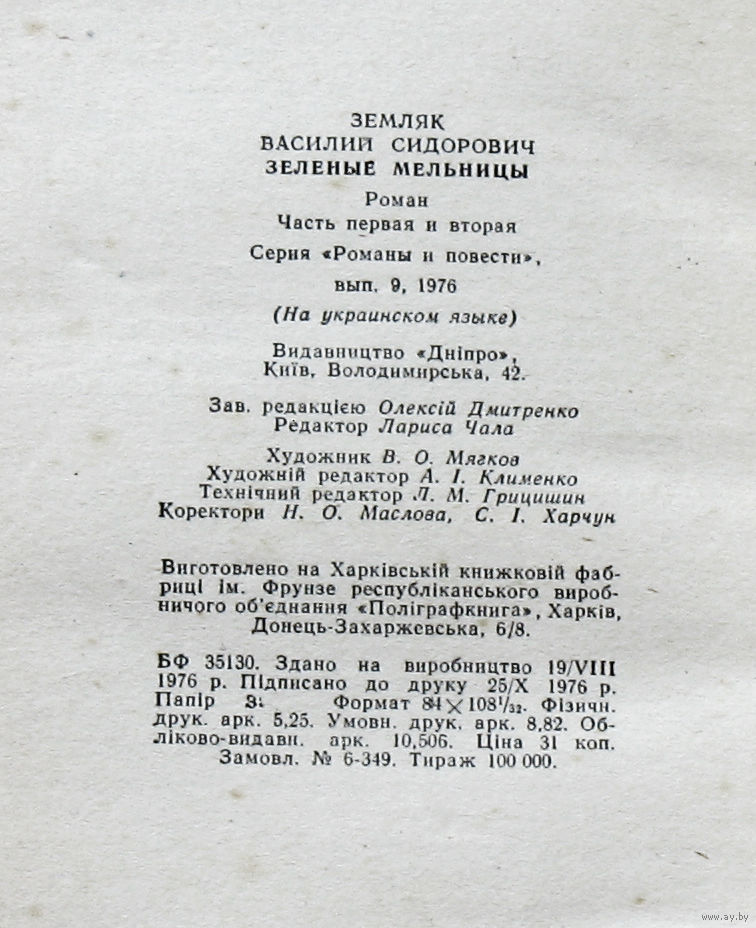 ЗЕМЛЯК
ВАСИЛИЙ СИДОРОВИЧ
ЗЕЛЕНЫЕ МЕЛЬНИЦЫ
Роман
Часть первая и вторая
Серия «Романы и повести»,
вып. 9, 1976
(На украинском языке)
Видавництво «Дніпро»,
Київ, Володимирська, 42.
Зав. редакцією Олексій Дмитренко
Редактор Лариса Чала
Художник В. О. Мягков
Художній редактор А. І. Клименко
Технічний редактор Л. М. Грицишин
Коректори Н. О. Маслова, С. І. Харчун
Виготовлено на Харківській книжковій фаб-
риці ім. Фрунзе республіканського вироб-
ничого об'єднання «Поліграфкнига», Харків,
Донець-Захаржевська, 6/8.
БФ 35130. Здано на виробництво 19/VIII
1976 р. Підписано до друку 25/X 1976 р.
Папір Формат 84×108¹/₃₂. Фізичн.
друк. арк. 5,25. Умовн. друк. арк. 8,82. Об-
ліково-видавн. арк. 10,506. Ціна 31 коп.
Замовл. № 6-349. Тираж 100 000.
www.ay.by